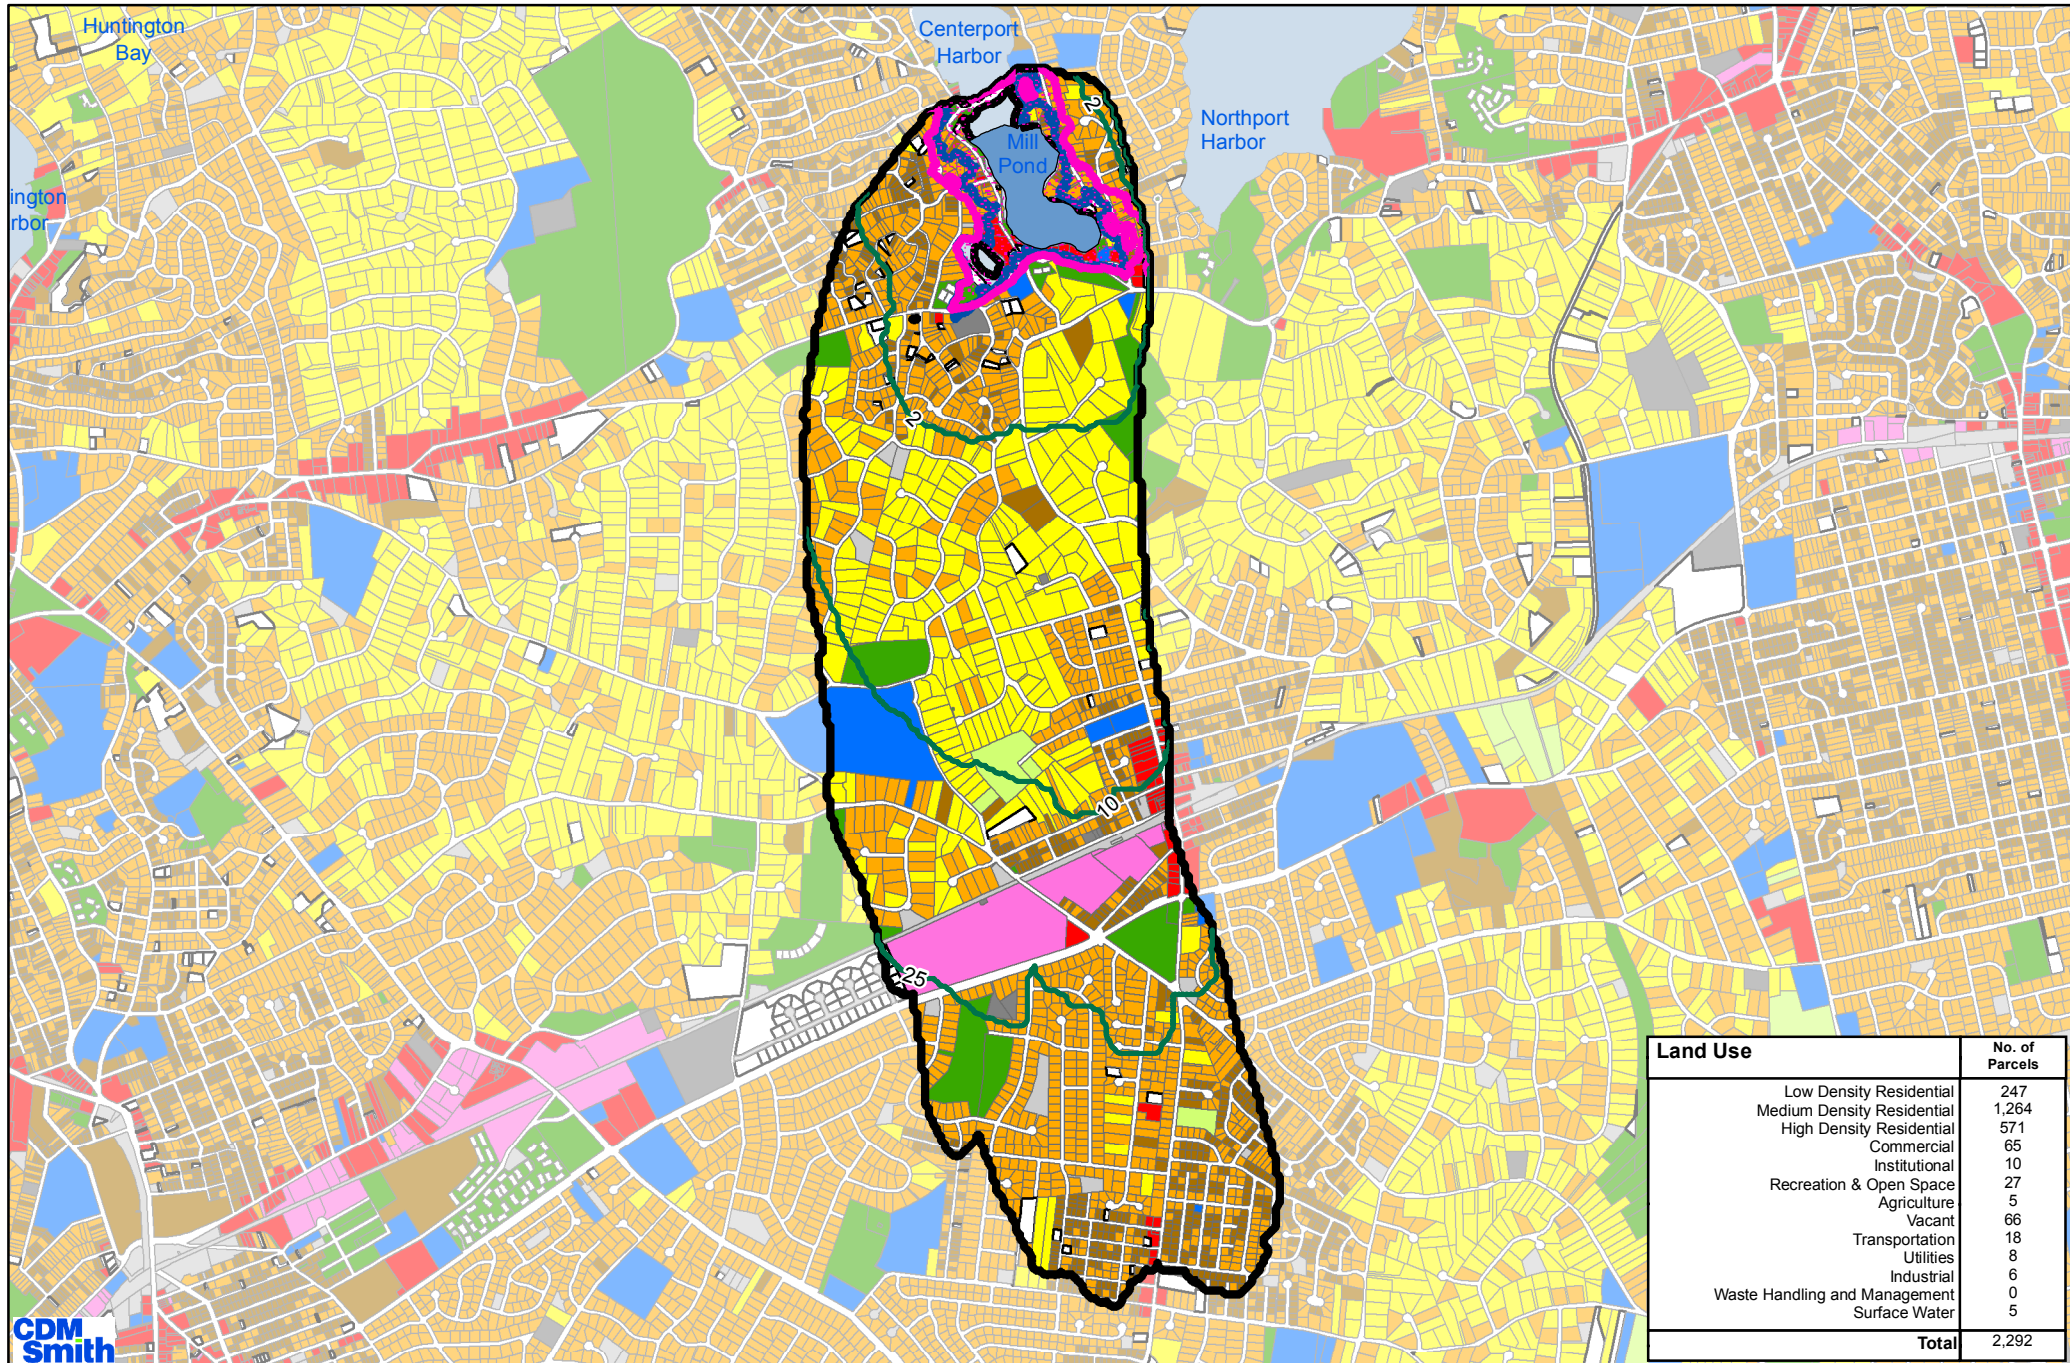 Huntington
Bay
Centerport
Harbor
Northport
Harbor
Mill
Pond
ington
rbor
2
2
10
25
Land Use No. of
Parcels
Low Density Residential 247
Medium Density Residential 1,264
High Density Residential 571
Commercial 65
Institutional 10
Recreation & Open Space 27
Agriculture 5
Vacant 66
Transportation 18
Utilities 8
Industrial 6
Waste Handling and Management 0
Surface Water 5
Total 2,292
CDM
Smith